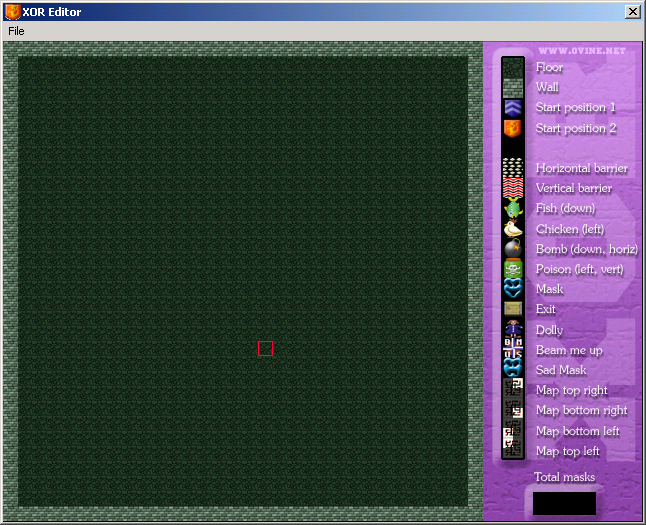 XOR Editor
File
WWW.OVINE.NET
Floor
Wall
Start position 1
Start position 2
Horizontal barrier
Vertical barrier
Fish (down)
Chicken (left)
Bomb (down, horiz)
Poison (left, vert)
Mask
Exit
Dolly
B M
U S
Beam me up
Sad Mask
Map top right
Map bottom right
Map bottom left
Map top left
Total masks